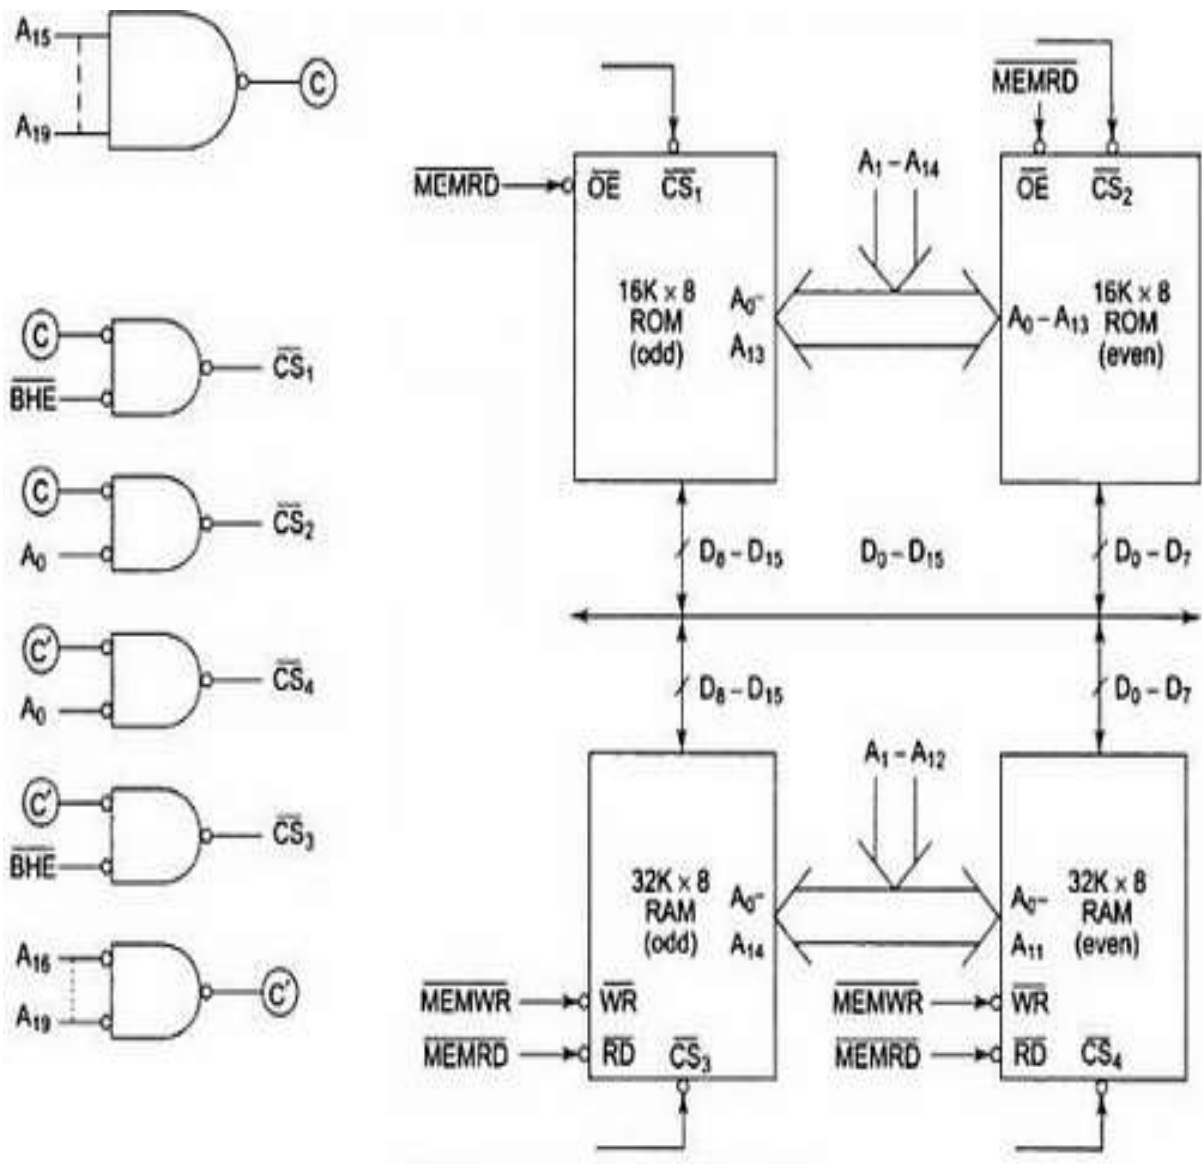 A15
A19
C
C
BHE
CS1
C
A0
CS2
C'
A0
CS4
C'
BHE
CS3
A16
A19
C'
MEMRD
OE
CS1
16K × 8
ROM
(odd)
A0–
A13
A1 – A14
MEMRD
OE
CS2
A0 – A13
16K × 8
ROM
(even)
D8 – D15
D0 – D15
D0 – D7
D8 – D15
D0 – D7
A1 – A12
32K × 8
RAM
(odd)
A0–
A14
MEMWR
WR
MEMRD
RD
CS3
A0–
A11
32K × 8
RAM
(even)
MEMWR
WR
MEMRD
RD
CS4